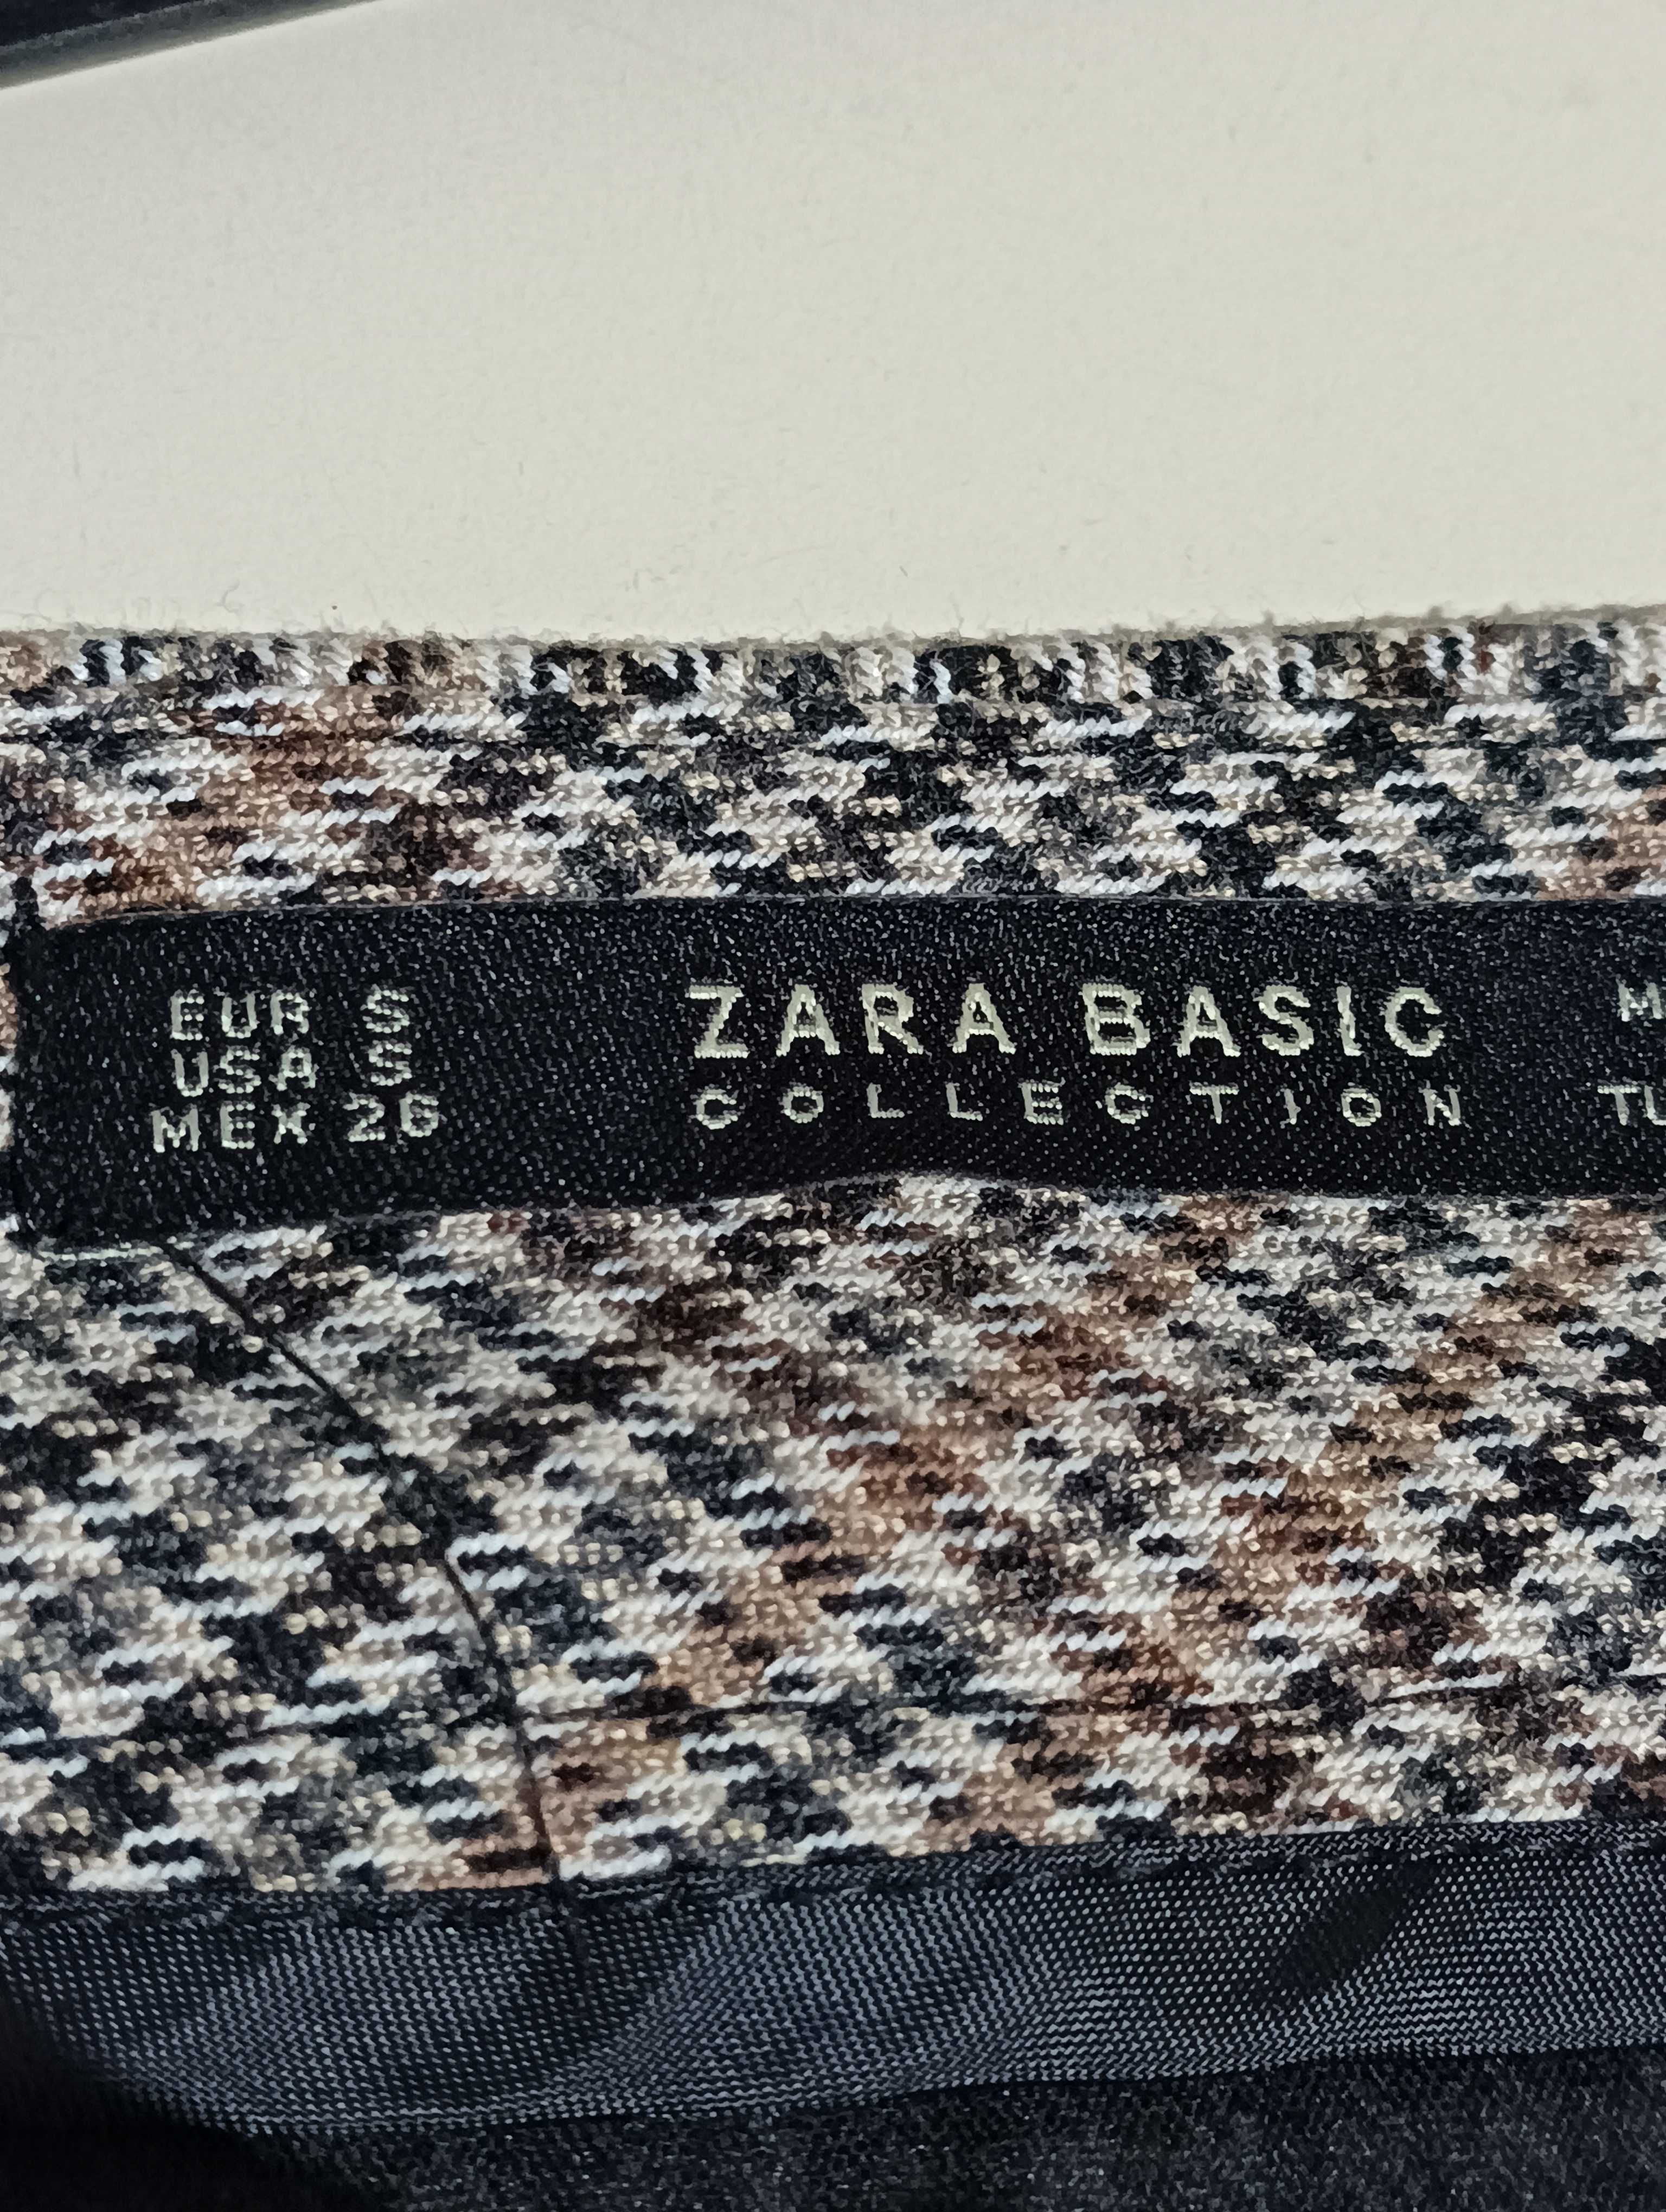 EUR S
USA S
MEX 26
ZARA BASIC
COLLECTION